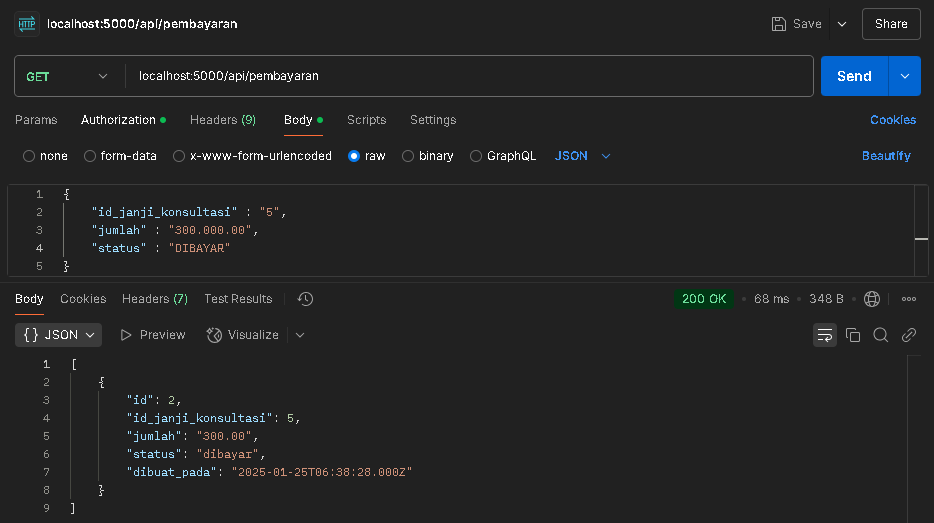 HTTP localhost:5000/api/pembayaran Save Share
GET localhost:5000/api/pembayaran Send
Params Authorization Headers (9) Body Scripts Settings Cookies
none form-data x-www-form-urlencoded raw binary GraphQL JSON Beautify
1 {
2 "id_janji_konsultasi" : "5",
3 "jumlah" : "300.000.00",
4 "status" : "DIBAYAR"
5 }
Body Cookies Headers (7) Test Results 200 OK • 68 ms • 348 B •
{} JSON Preview Visualize
1 [
2 {
3 "id": 2,
4 "id_janji_konsultasi": 5,
5 "jumlah": "300.00",
6 "status": "dibayar",
7 "dibuat_pada": "2025-01-25T06:38:28.000Z"
8 }
9 ]